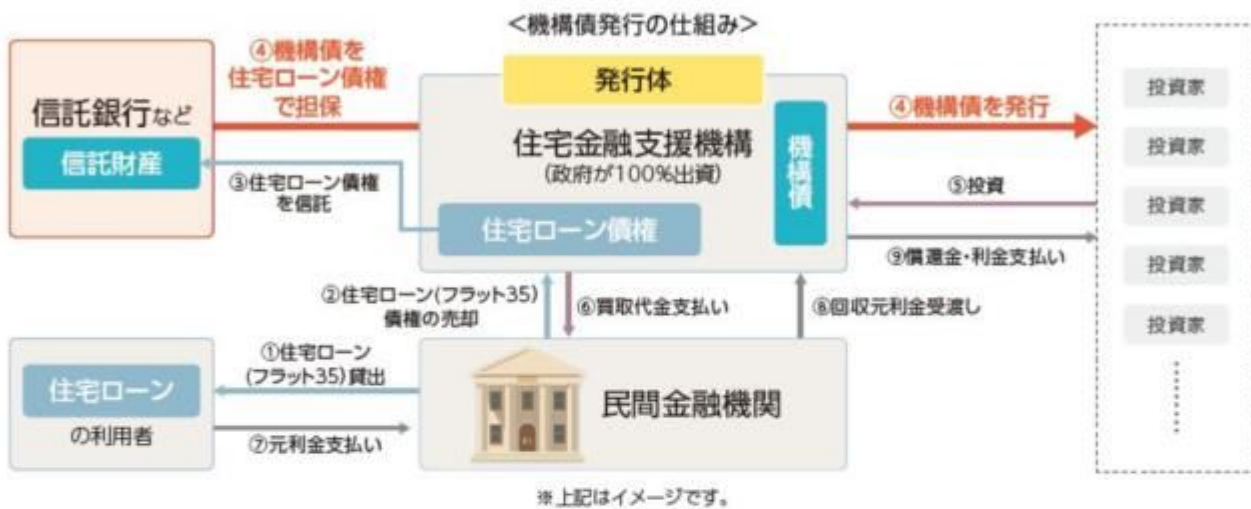 <機構債発行の仕組み>
④機構債を
住宅ローン債権
で担保
発行体
④機構債を発行
信託銀行など
信託財産
住宅金融支援機構
(政府が100%出資)
機構債
③住宅ローン債権
を信託
住宅ローン債権
⑤投資
⑨償還金・利金支払い
投資家
投資家
投資家
投資家
投資家
②住宅ローン(フラット35)
債権の売却
⑥買取代金支払い
⑧回収元利金受渡し
①住宅ローン
(フラット35)貸出
住宅ローン
の利用者
⑦元利金支払い
民間金融機関
※上記はイメージです。